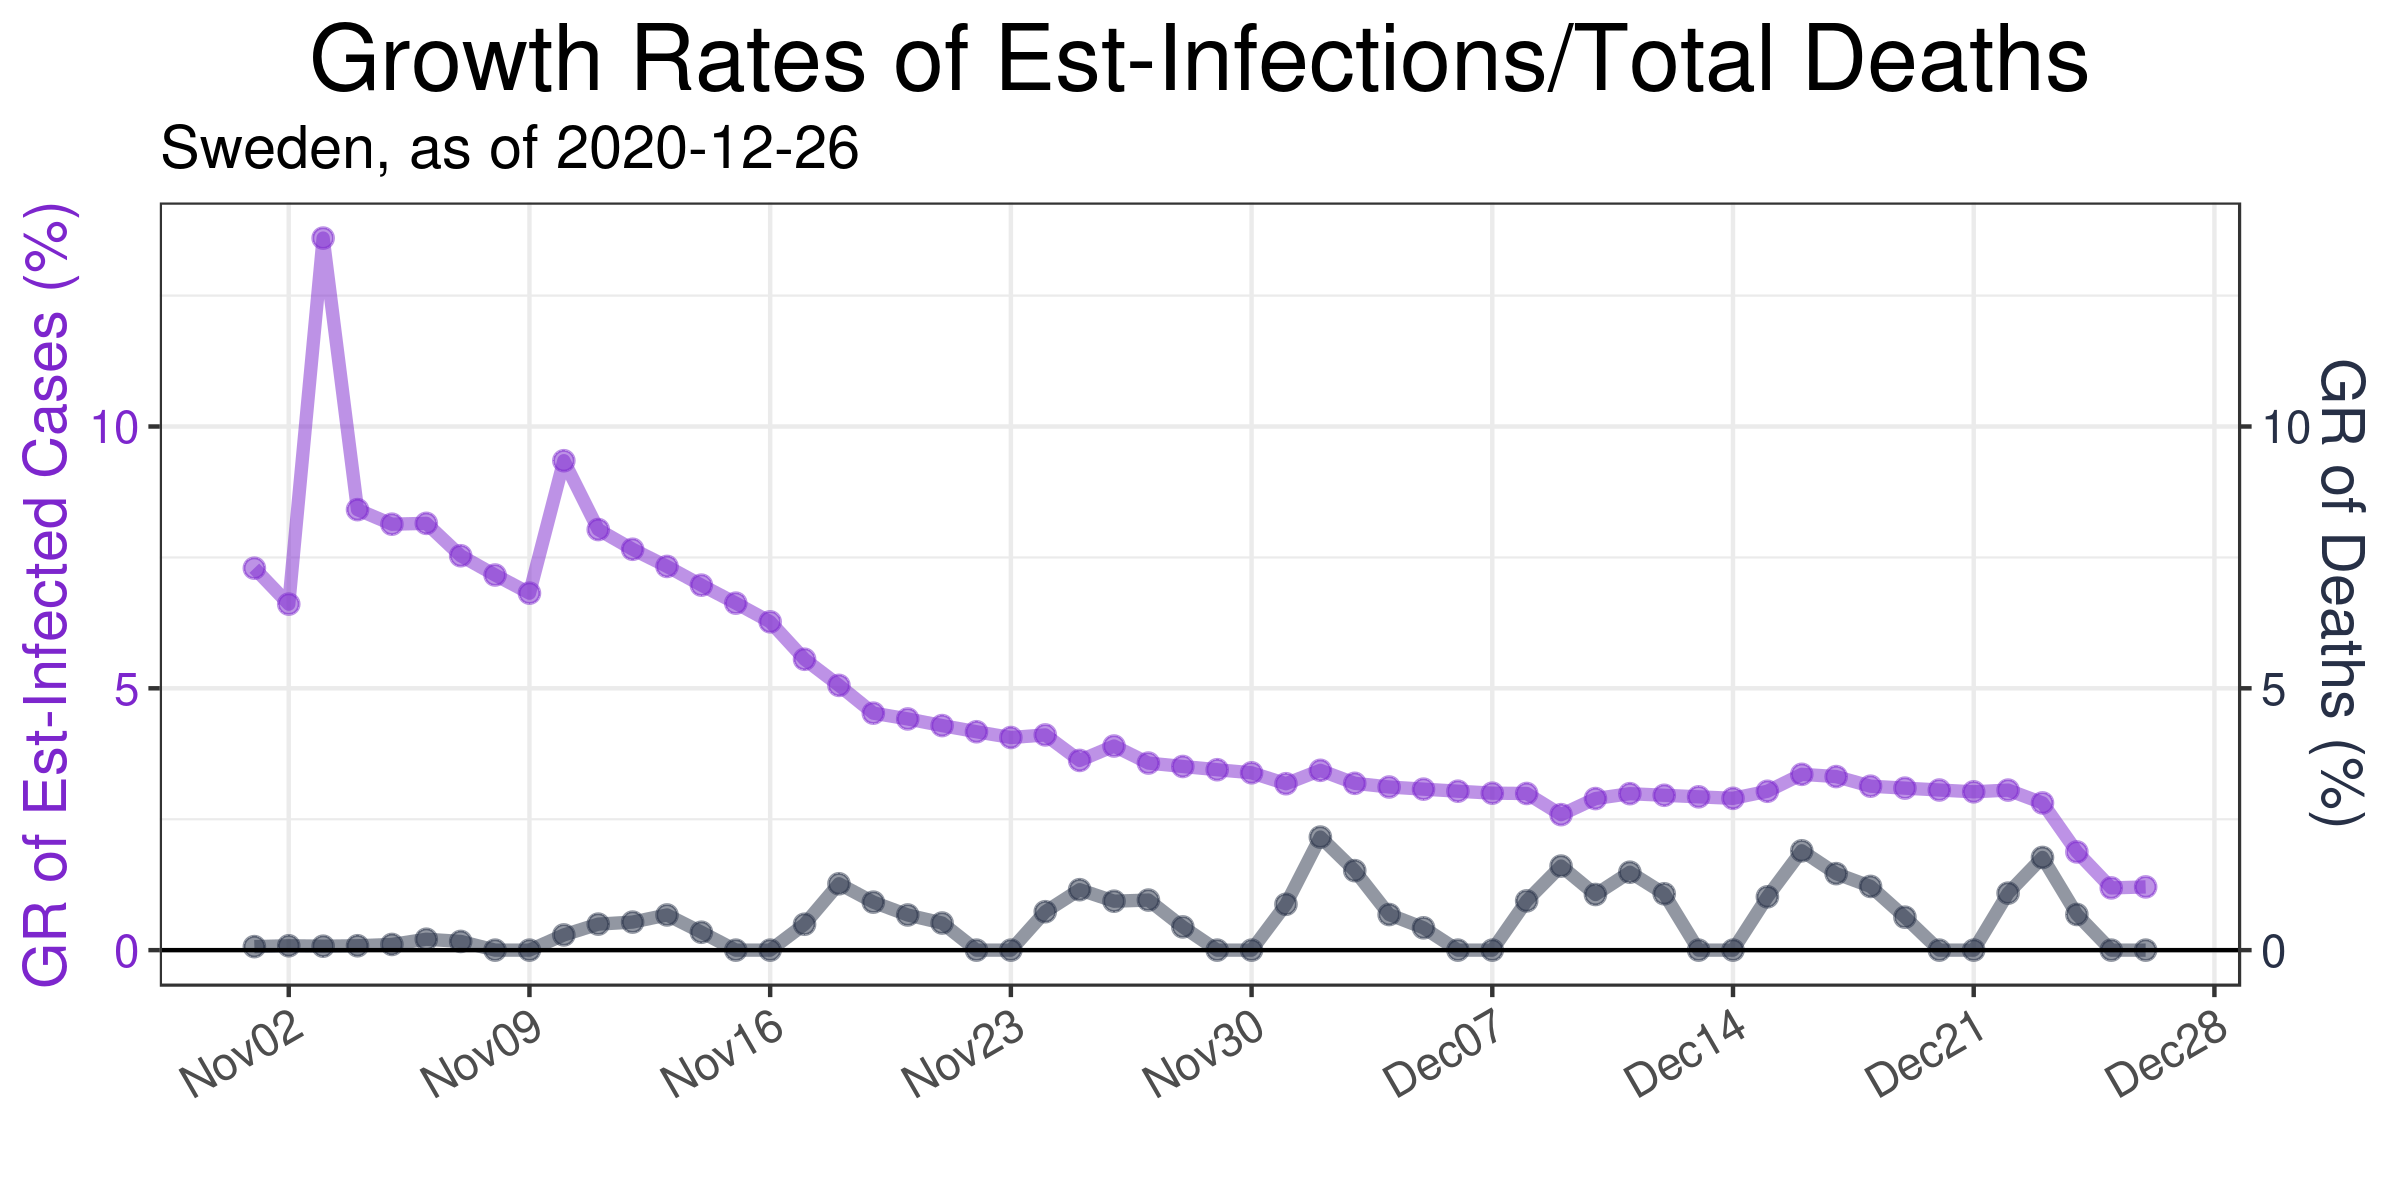 Growth Rates of Est-Infections/Total Deaths
Sweden, as of 2020-12-26
GR of Est-Infected Cases (%)
10
5
0
10
5
0
GR of Deaths (%)
Nov02
Nov09
Nov16
Nov23
Nov30
Dec07
Dec14
Dec21
Dec28